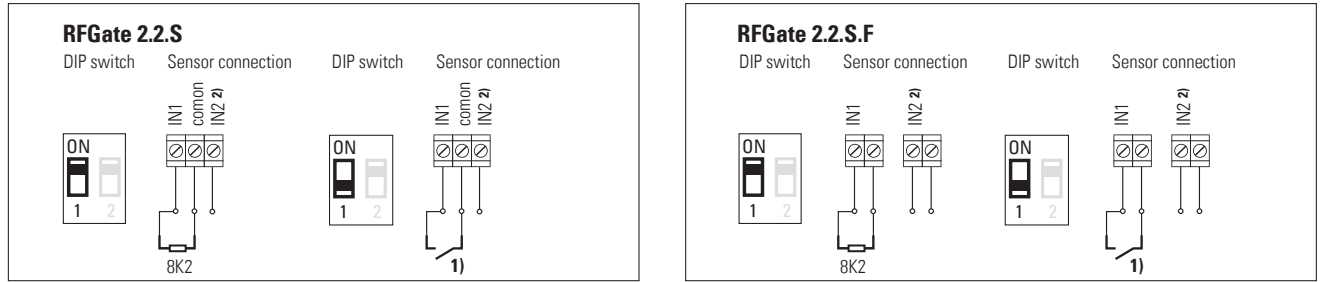 RFGate 2.2.S
DIP switch Sensor connection DIP switch Sensor connection
IN1 comon IN2 2) IN1 comon IN2 2)
ON ON
1 2 1 2
8K2 1)
RFGate 2.2.S.F
DIP switch Sensor connection DIP switch Sensor connection
IN1 IN2 2) IN1 IN2 2)
ON ON
1 2 1 2
8K2 1)